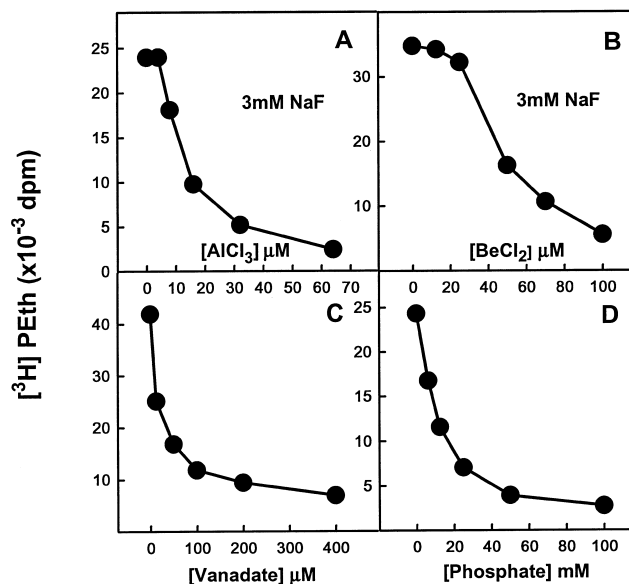 [³H] PEth (x10⁻³ dpm)
A
3mM NaF
25
20
15
10
5
0
[AlCl₃] μM
0 10 20 30 40 50 60 70
B
3mM NaF
30
20
10
[BeCl₂] μM
0 20 40 60 80 100
C
40
30
20
10
0 100 200 300 400
[Vanadate] μM
D
25
20
15
10
5
0 20 40 60 80 100
[Phosphate] mM